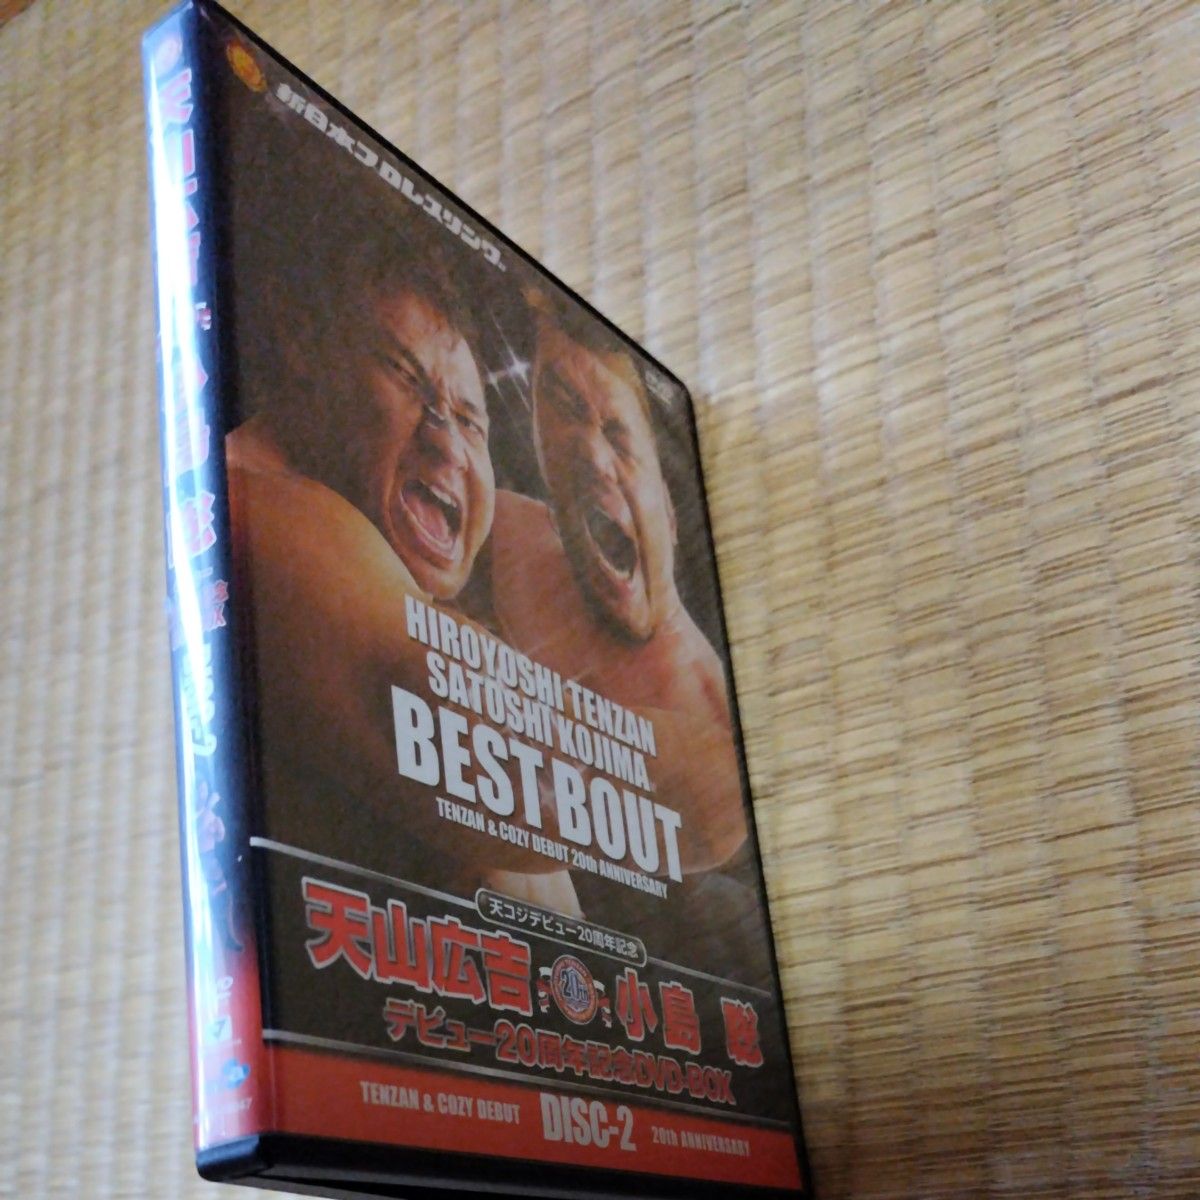 新日本プロレスリング
DVD
HIROYOSHI TENZAN
SATOSHI KOJIMA
BEST BOUT
TENZAN & COZY DEBUT 20th ANNIVERSARY
天コジデビュー20周年記念
天山広吉 20th 小島 聡
デビュー20周年記念DVD-BOX
TENZAN & COZY DEBUT DISC-2 20th ANNIVERSARY